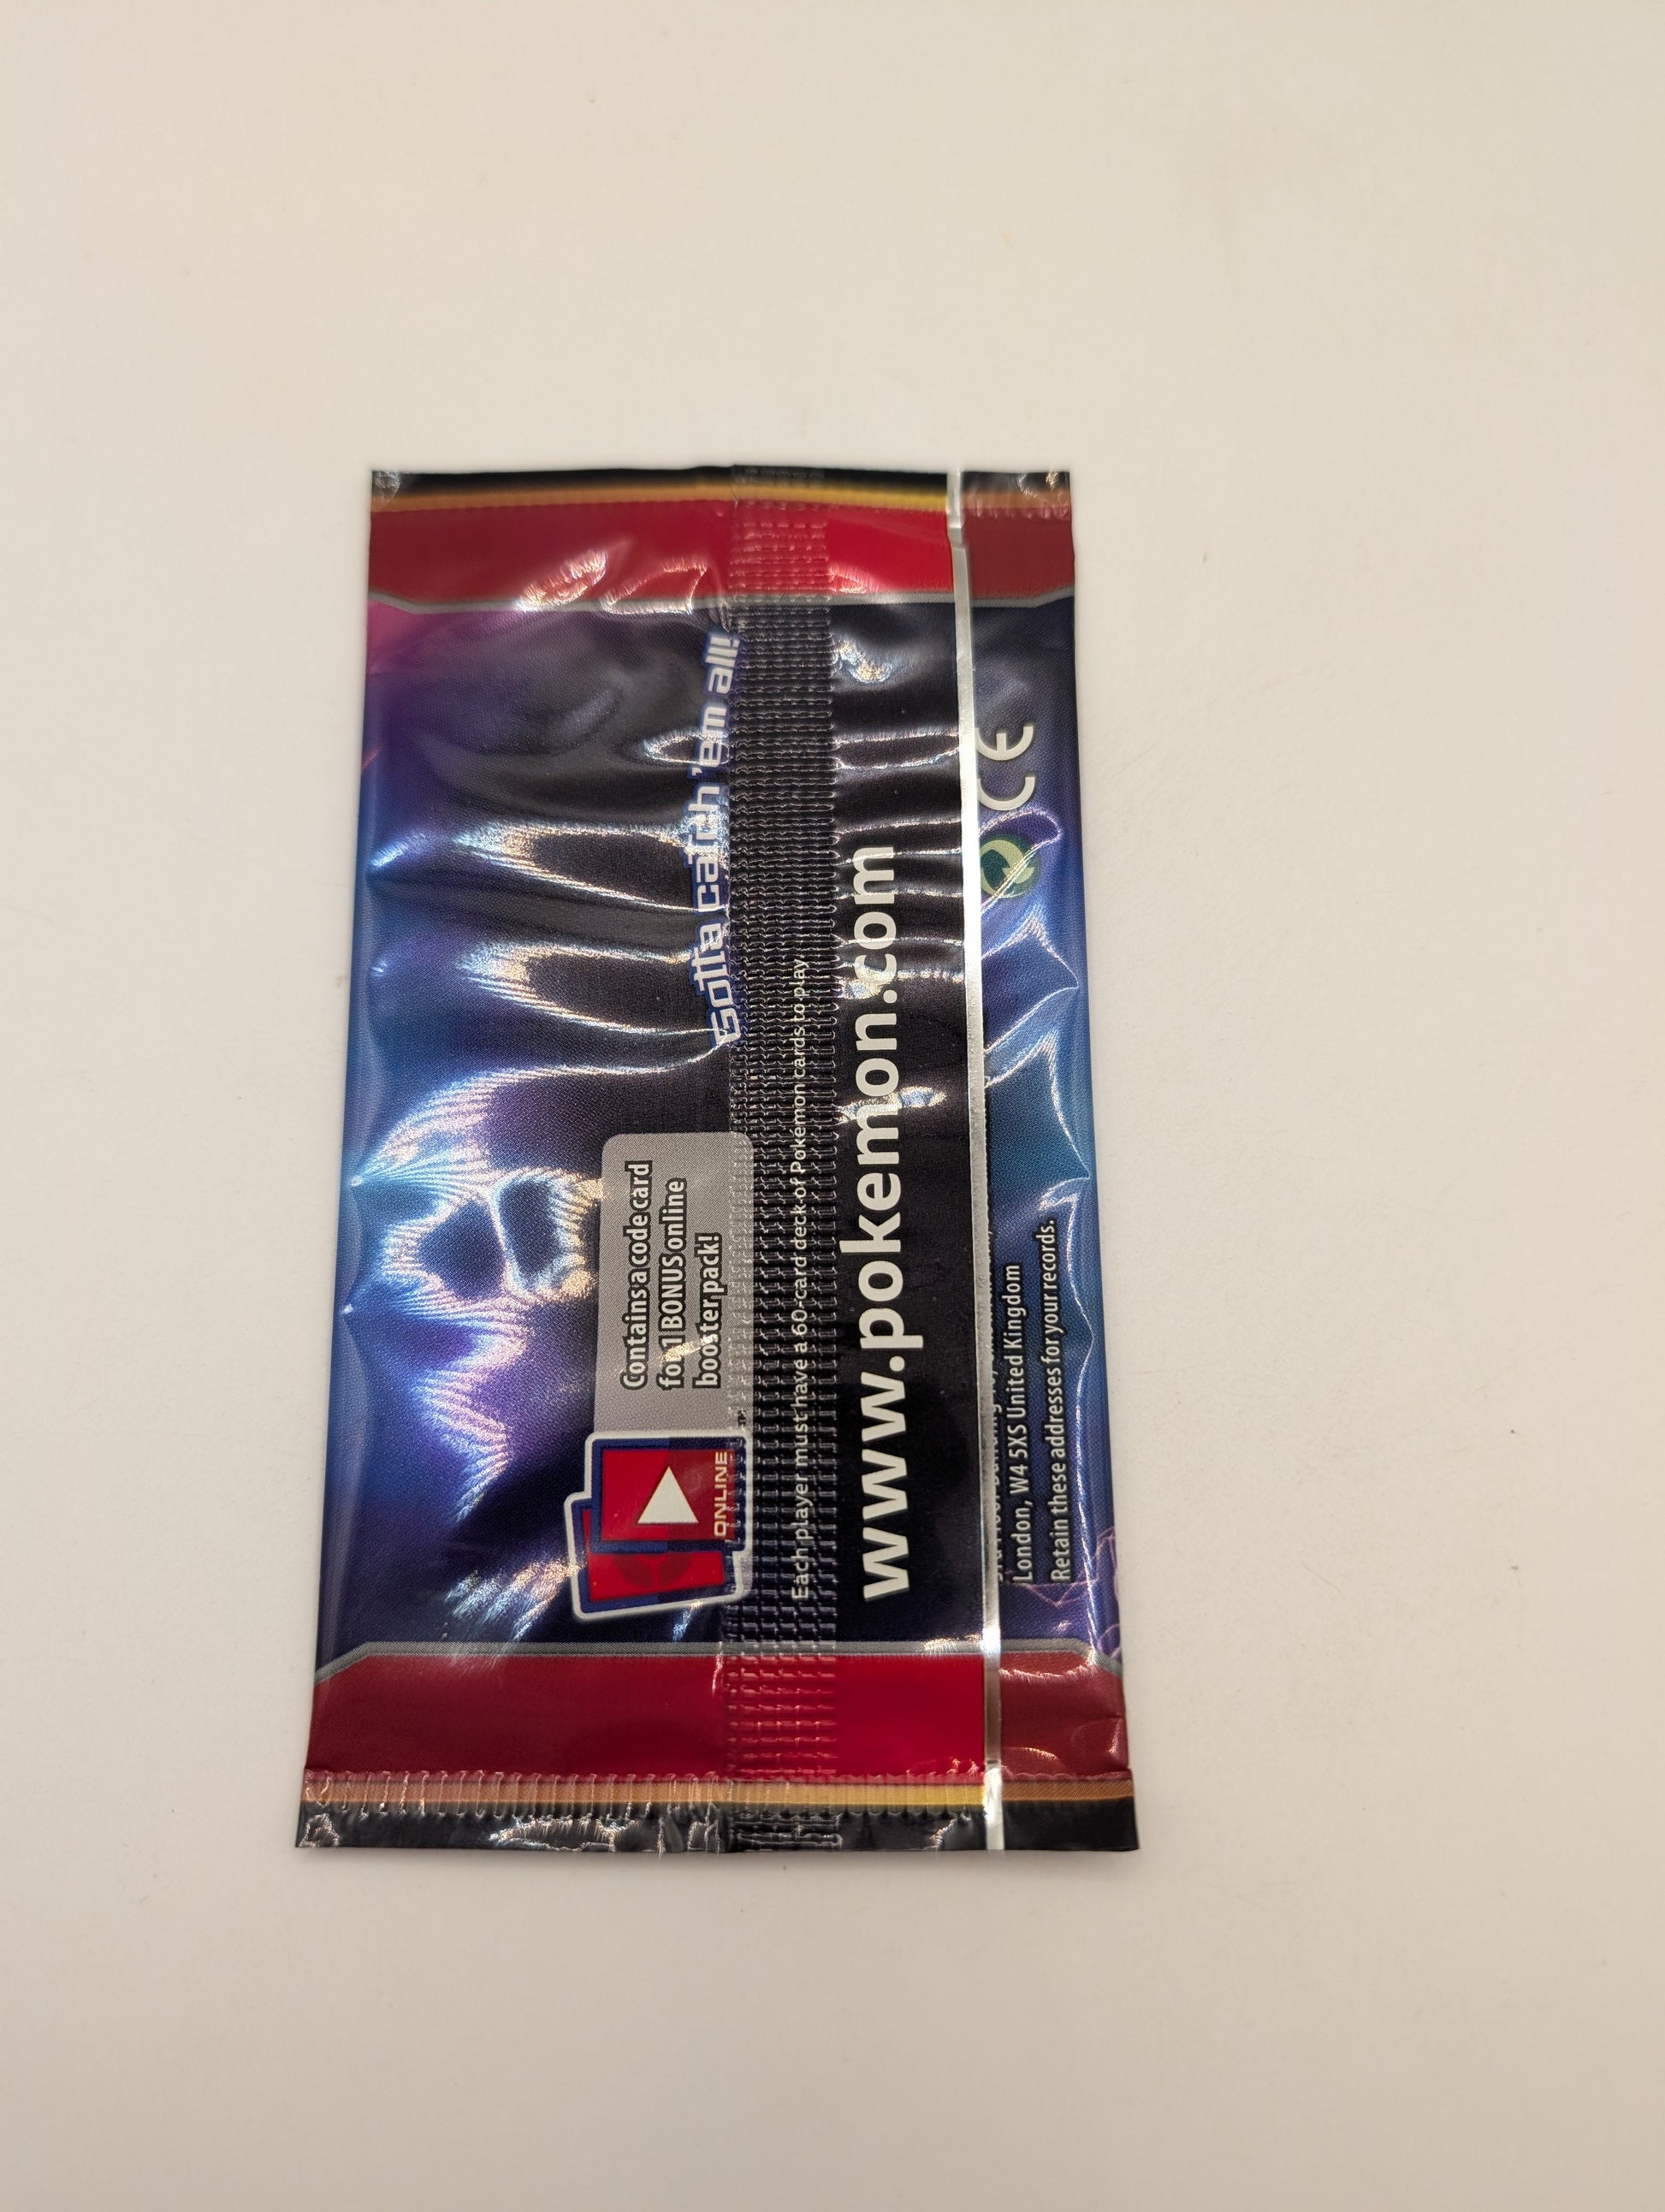 Gotta catch 'em all!
Contains a code card
for 1 BONUS online
booster pack!
ONLINE
Each player must have a 60-card deck of Pokémon cards to play.
www.pokemon.com
CE
London, W4 5XS United Kingdom
Retain these addresses for your records.